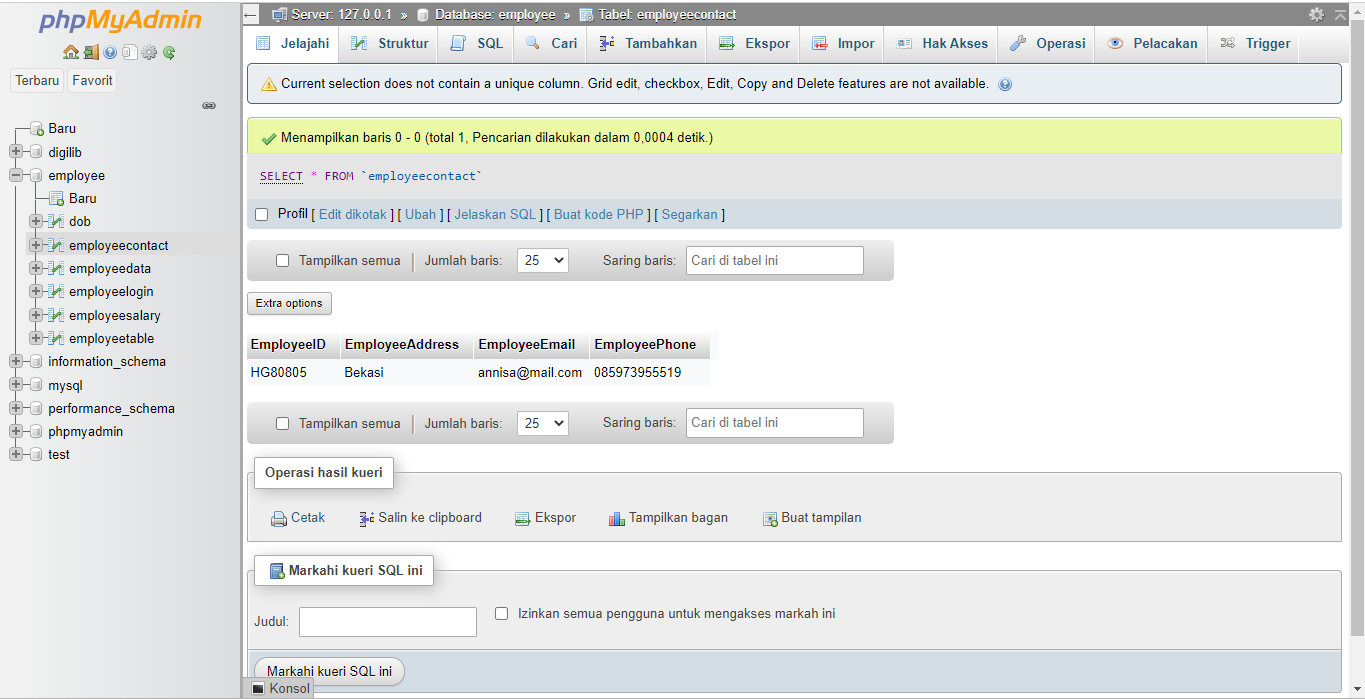 phpMyAdmin
Terbaru Favorit
Baru
digilib
employee
Baru
dob
employeecontact
employeedata
employeelogin
employeesalary
employeetable
information_schema
mysql
performance_schema
phpmyadmin
test
Server: 127.0.0.1 » Database: employee » Tabel: employeecontact
Jelajahi Struktur SQL Cari Tambahkan Ekspor Impor Hak Akses Operasi Pelacakan Trigger
Current selection does not contain a unique column. Grid edit, checkbox, Edit, Copy and Delete features are not available.
Menampilkan baris 0 - 0 (total 1, Pencarian dilakukan dalam 0,0004 detik.)
SELECT * FROM `employeecontact`
Profil [ Edit dikotak ] [ Ubah ] [ Jelaskan SQL ] [ Buat kode PHP ] [ Segarkan ]
Tampilkan semua Jumlah baris: 25 Saring baris: Cari di tabel ini
Extra options
EmployeeID EmployeeAddress EmployeeEmail EmployeePhone
HG80805 Bekasi annisa@mail.com 085973955519
Tampilkan semua Jumlah baris: 25 Saring baris: Cari di tabel ini
Operasi hasil kueri
Cetak Salin ke clipboard Ekspor Tampilkan bagan Buat tampilan
Markahi kueri SQL ini
Judul: Izinkan semua pengguna untuk mengakses markah ini
Markahi kueri SQL ini
Konsol